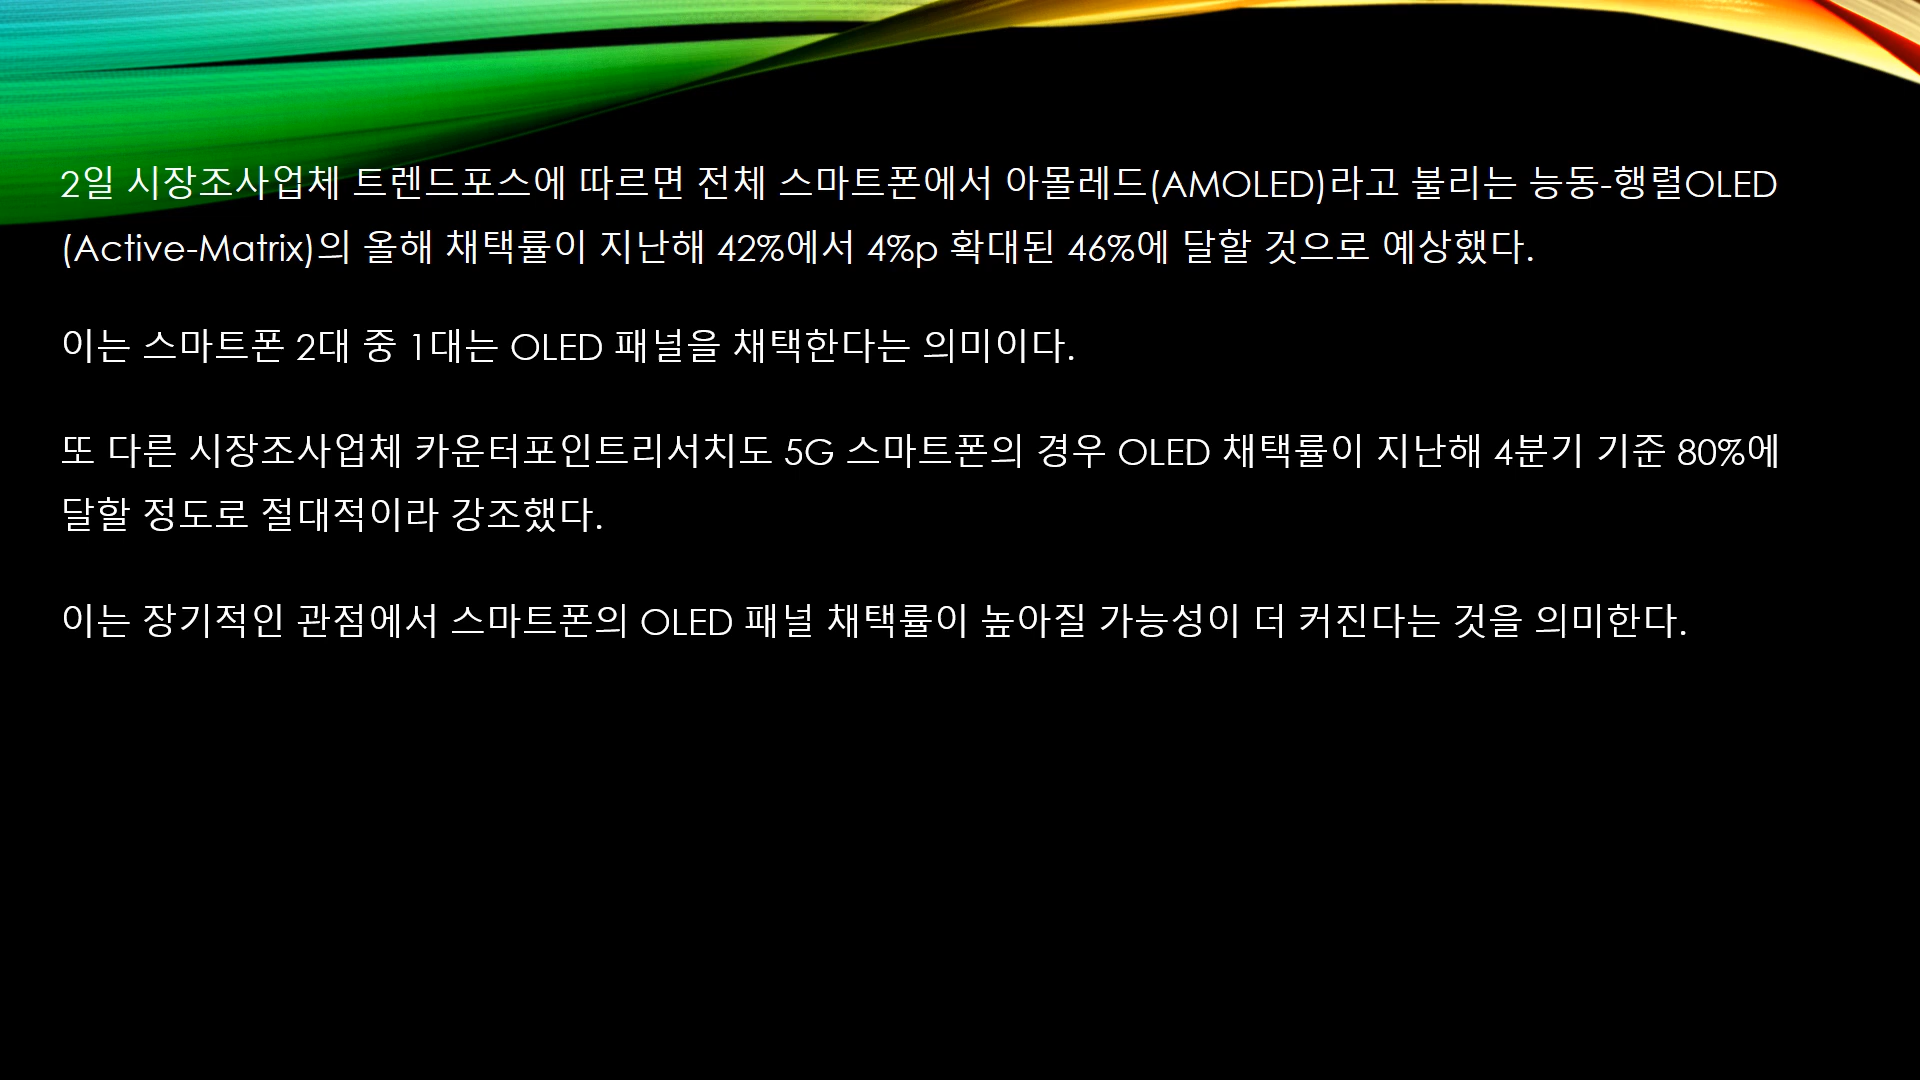 2일 시장조사업체 트렌드포스에 따르면 전체 스마트폰에서 아몰레드(AMOLED)라고 불리는 능동-행렬OLED
(Active-Matrix)의 올해 채택률이 지난해 42%에서 4%p 확대된 46%에 달할 것으로 예상했다.
이는 스마트폰 2대 중 1대는 OLED 패널을 채택한다는 의미이다.
또 다른 시장조사업체 카운터포인트리서치도 5G 스마트폰의 경우 OLED 채택률이 지난해 4분기 기준 80%에
달할 정도로 절대적이라 강조했다.
이는 장기적인 관점에서 스마트폰의 OLED 패널 채택률이 높아질 가능성이 더 커진다는 것을 의미한다.